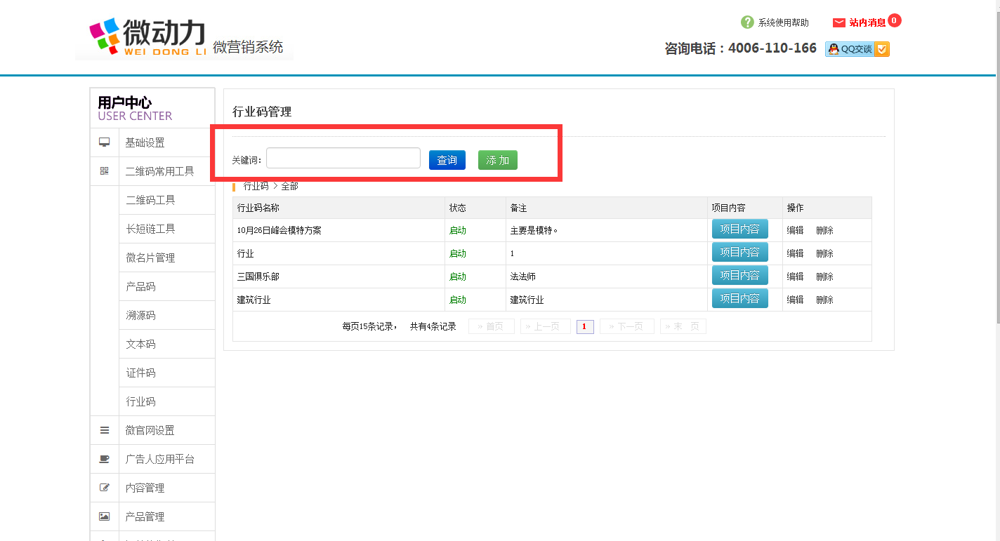 微动力
WEI DONG LI
微营销系统
系统使用帮助
站内消息 0
咨询电话：4006-110-166
QQ交谈
用户中心
USER CENTER
基础设置
二维码常用工具
二维码工具
长短链工具
微名片管理
产品码
溯源码
文本码
证件码
行业码
微官网设置
广告人应用平台
内容管理
产品管理
行业码管理
关键词： 查询 添 加
行业码 > 全部
行业码名称 状态 备注 项目内容 操作
10月26日峰会模特方案 启动 主要是模特。 项目内容 编辑 删除
行业 启动 1 项目内容 编辑 删除
三国俱乐部 启动 法法师 项目内容 编辑 删除
建筑行业 启动 建筑行业 项目内容 编辑 删除
每页15条记录， 共有4条记录 » 首页 » 上一页 1 » 下一页 » 末 页